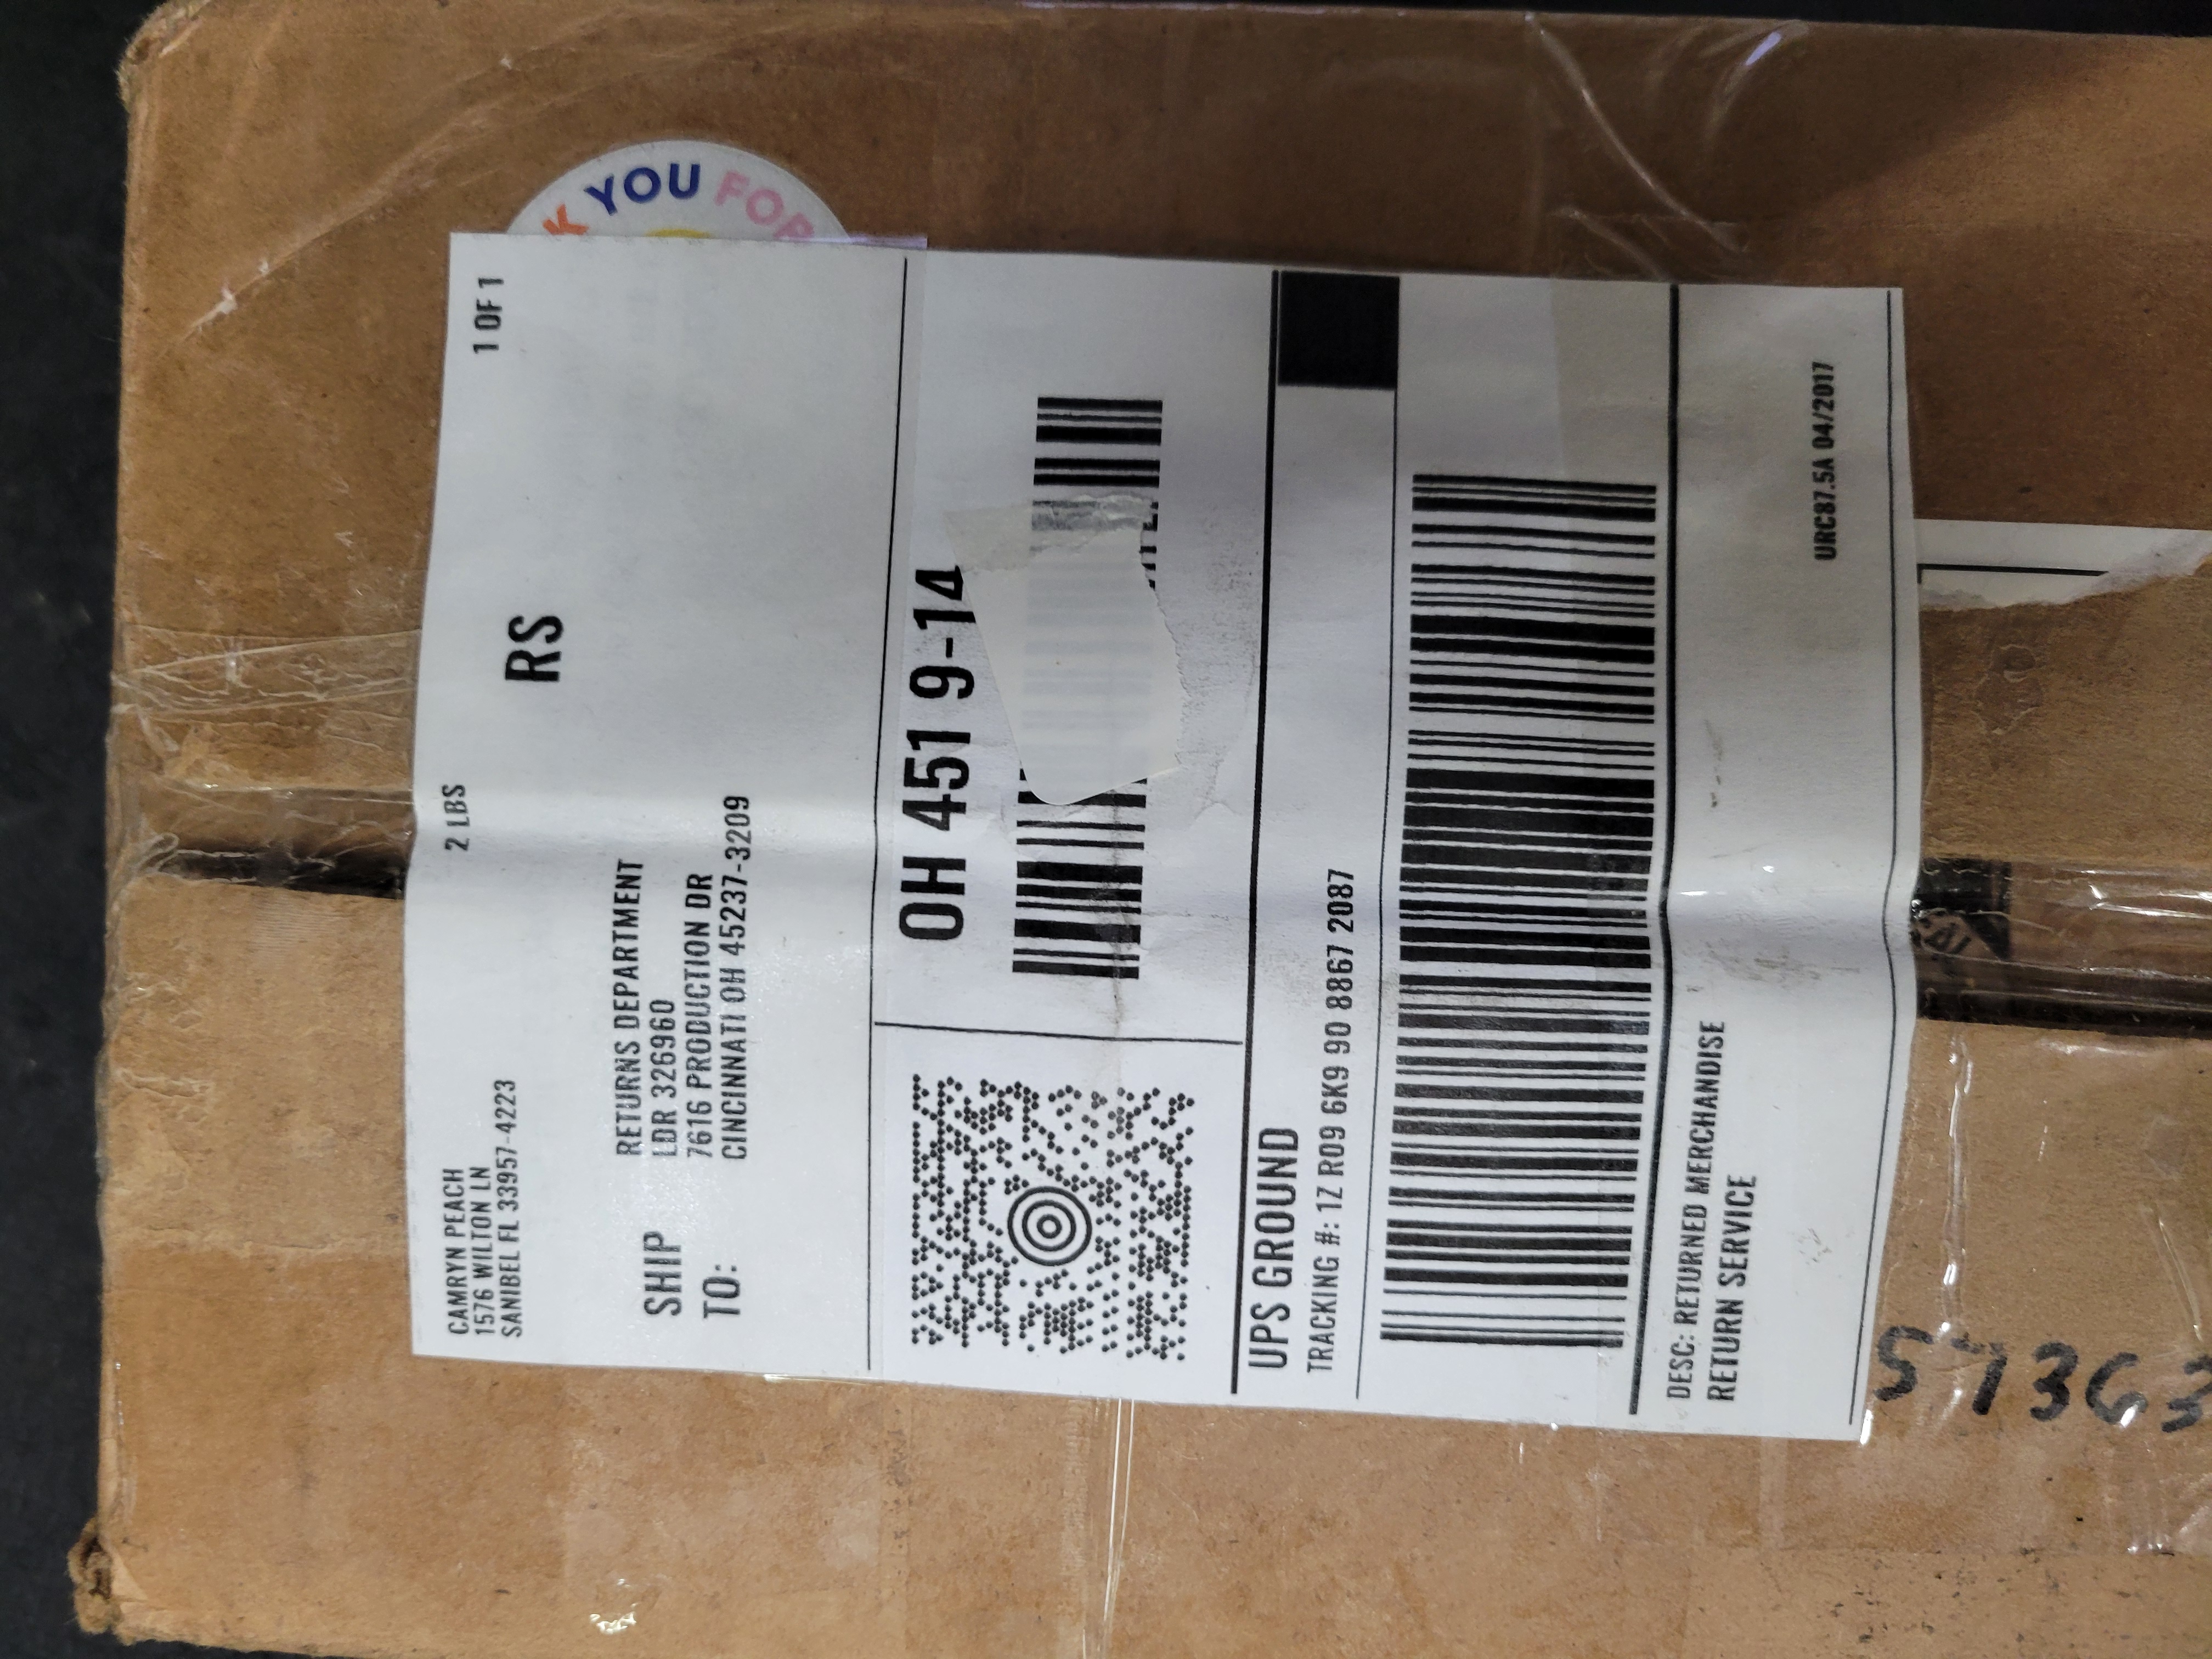 YOU FOR
CAMRYN PEACH
1576 WILTON LN
SANIBEL FL 33957-4223
2 LBS
1 OF 1
RS
SHIP
TO:
RETURNS DEPARTMENT
LDR 326960
7616 PRODUCTION DR
CINCINNATI OH 45237-3209
OH 451 9-14
UPS GROUND
TRACKING #: 1Z R09 6K9 90 8867 2087
DESC: RETURNED MERCHANDISE
RETURN SERVICE
URC87.5A 04/2017